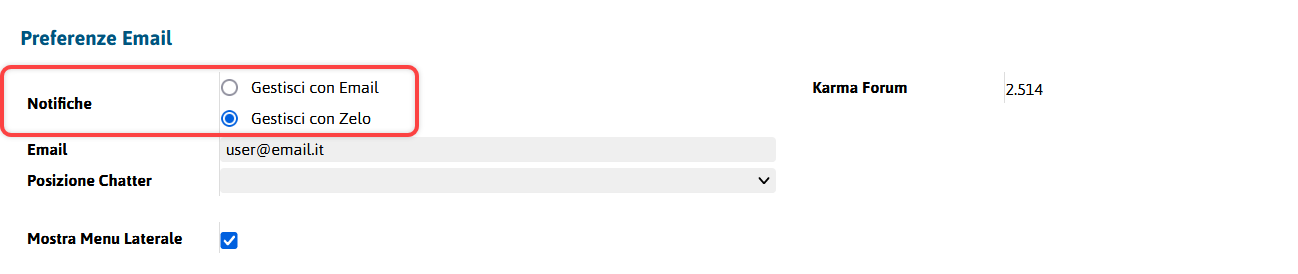 Preferenze Email
Notifiche
Gestisci con Email
Gestisci con Zelo
Karma Forum 2.514
Email user@email.it
Posizione Chatter
Mostra Menu Laterale